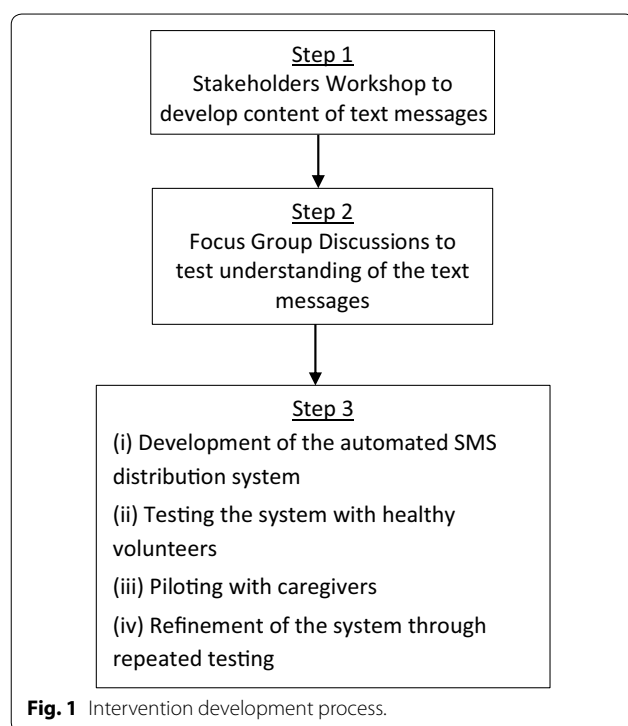 Step 1
Stakeholders Workshop to
develop content of text messages
Step 2
Focus Group Discussions to
test understanding of the text
messages
Step 3
(i) Development of the automated SMS
distribution system
(ii) Testing the system with healthy
volunteers
(iii) Piloting with caregivers
(iv) Refinement of the system through
repeated testing
Fig. 1 Intervention development process.